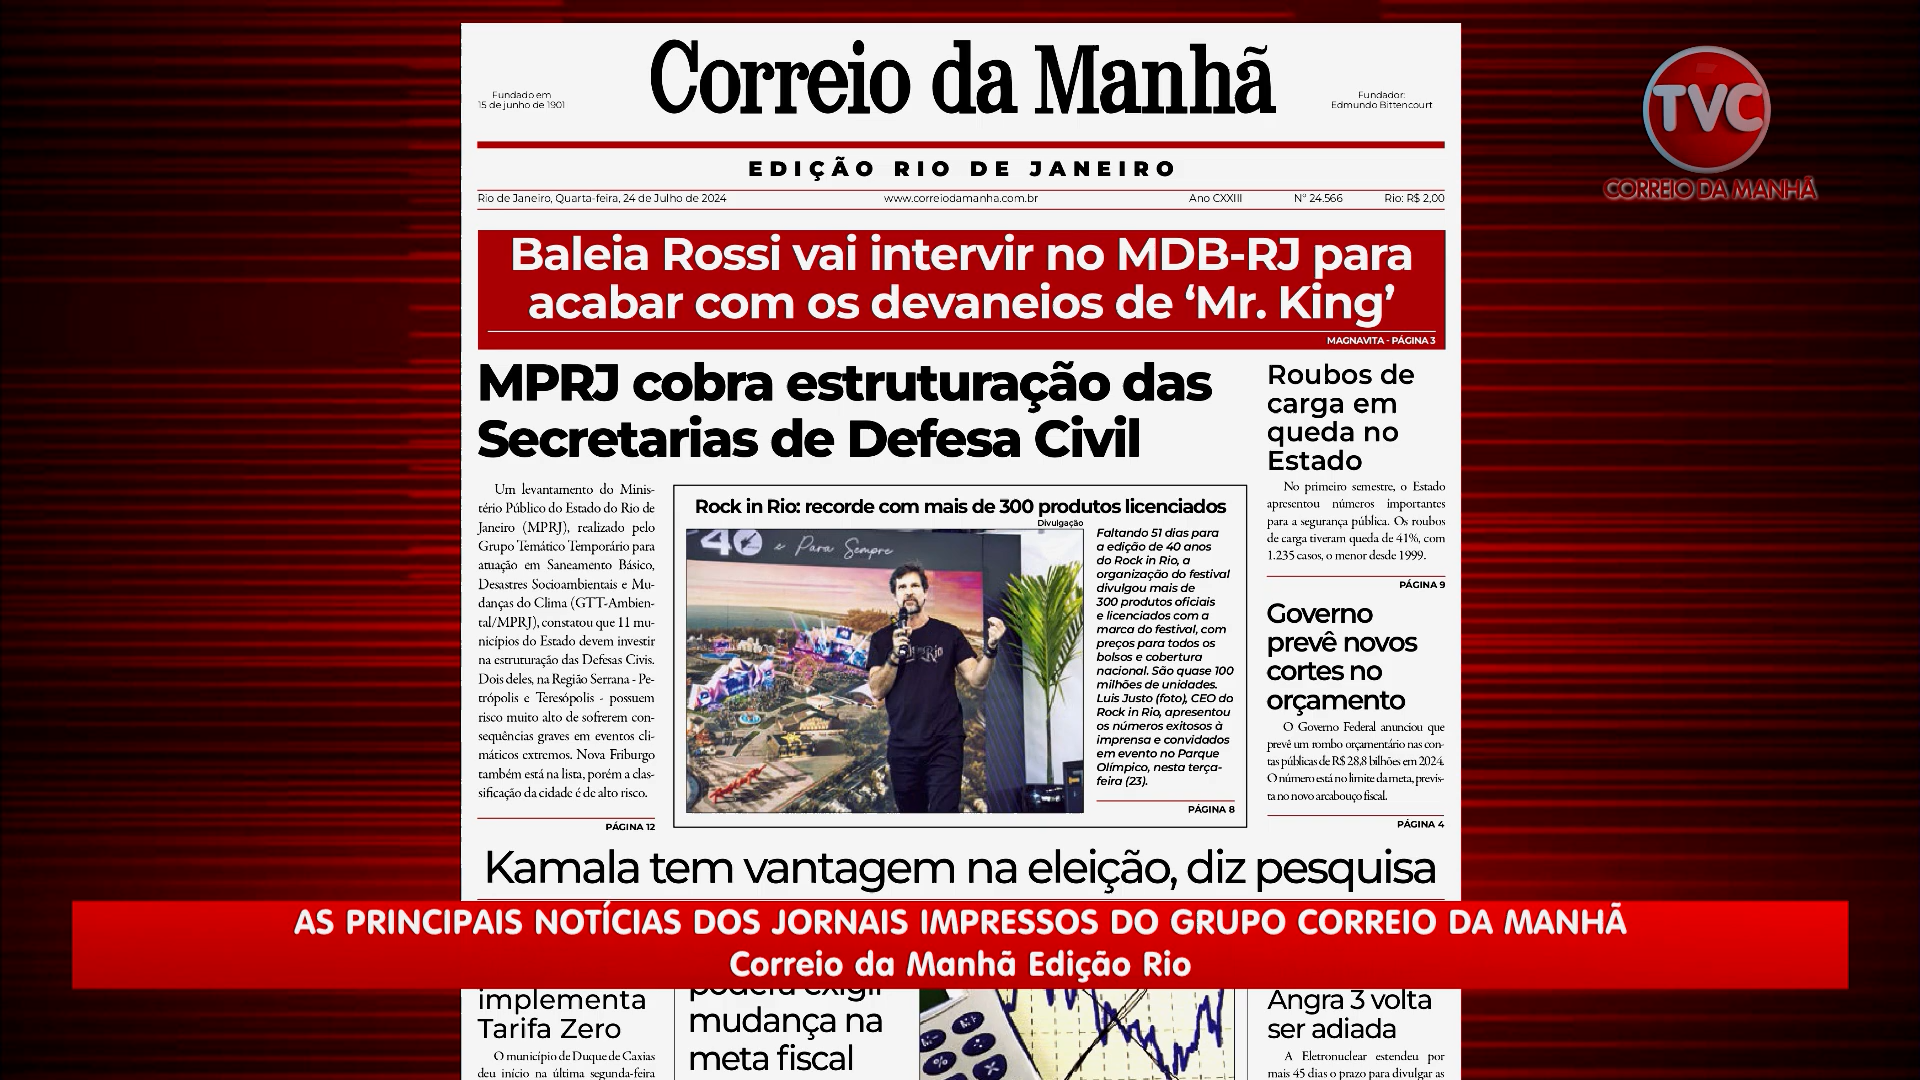 Fundado em
15 de junho de 1901
Correio da Manhã
Fundador:
Edmundo Bittencourt
TVC
CORREIO DA MANHÃ
EDIÇÃO RIO DE JANEIRO
Rio de Janeiro, Quarta-feira, 24 de Julho de 2024
www.correiodamanha.com.br
Ano CXXIII
Nº 24.566
Rio: R$ 2,00
Baleia Rossi vai intervir no MDB-RJ para
acabar com os devaneios de ‘Mr. King’
MAGNAVITA - PÁGINA 3
MPRJ cobra estruturação das
Secretarias de Defesa Civil
Um levantamento do Minis-
tério Público do Estado do Rio de
Janeiro (MPRJ), realizado pelo
Grupo Temático Temporário para
atuação em Saneamento Básico,
Desastres Socioambientais e Mu-
danças do Clima (GTT-Ambien-
tal/MPRJ), constatou que 11 mu-
nicípios do Estado devem investir
na estruturação das Defesas Civis.
Dois deles, na Região Serrana - Pe-
trópolis e Teresópolis - possuem
risco muito alto de sofrerem con-
sequências graves em eventos cli-
máticos extremos. Nova Friburgo
também está na lista, porém a clas-
sificação da cidade é de alto risco.
PÁGINA 12
Rock in Rio: recorde com mais de 300 produtos licenciados
Divulgação
40
e Para Sempre
Faltando 51 dias para
a edição de 40 anos
do Rock in Rio, a
organização do festival
divulgou mais de
300 produtos oficiais
e licenciados com a
marca do festival, com
preços para todos os
bolsos e cobertura
nacional. São quase 100
milhões de unidades.
Luis Justo (foto), CEO do
Rock in Rio, apresentou
os números exitosos à
imprensa e convidados
em evento no Parque
Olímpico, nesta terça-
feira (23).
PÁGINA 8
Roubos de
carga em
queda no
Estado
No primeiro semestre, o Estado
apresentou números importantes
para a segurança pública. Os roubos
de carga tiveram queda de 41%, com
1.235 casos, o menor desde 1999.
PÁGINA 9
Governo
prevê novos
cortes no
orçamento
O Governo Federal anunciou que
prevê um rombo orçamentário nas con-
tas públicas de R$ 28,8 bilhões em 2024.
O número está no limite da meta, previs-
ta no novo arcabouço fiscal.
PÁGINA 4
Kamala tem vantagem na eleição, diz pesquisa
AS PRINCIPAIS NOTÍCIAS DOS JORNAIS IMPRESSOS DO GRUPO CORREIO DA MANHÃ
Correio da Manhã Edição Rio
implementa
Tarifa Zero
O município de Duque de Caxias
deu início na última segunda-feira
poderá exigir
mudança na
meta fiscal
Angra 3 volta
ser adiada
A Eletronuclear estendeu por
mais 45 dias o prazo para divulgar as